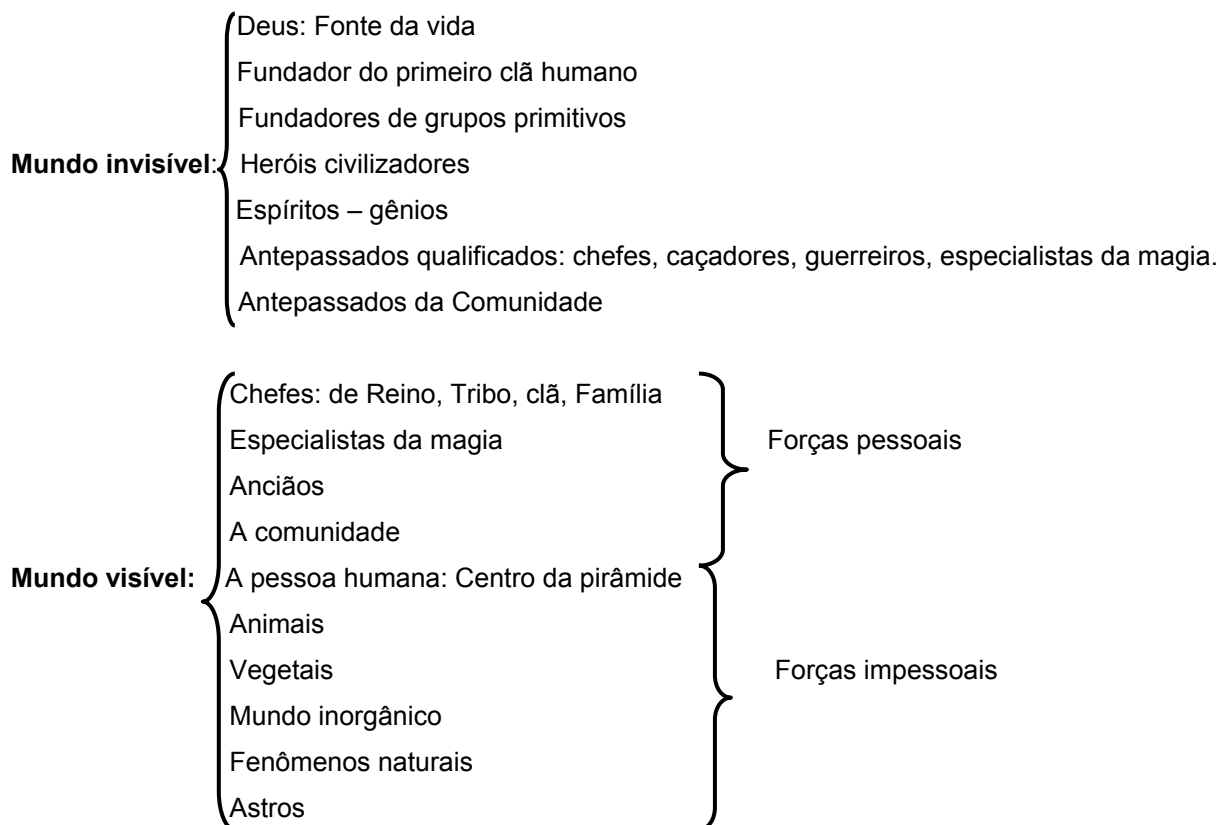 Deus: Fonte da vida
Fundador do primeiro clã humano
Fundadores de grupos primitivos
Mundo invisível: Heróis civilizadores
Espíritos – gênios
Antepassados qualificados: chefes, caçadores, guerreiros, especialistas da magia.
Antepassados da Comunidade
Chefes: de Reino, Tribo, clã, Família
Especialistas da magia Forças pessoais
Anciãos
A comunidade
Mundo visível: A pessoa humana: Centro da pirâmide
Animais
Vegetais Forças impessoais
Mundo inorgânico
Fenômenos naturais
Astros